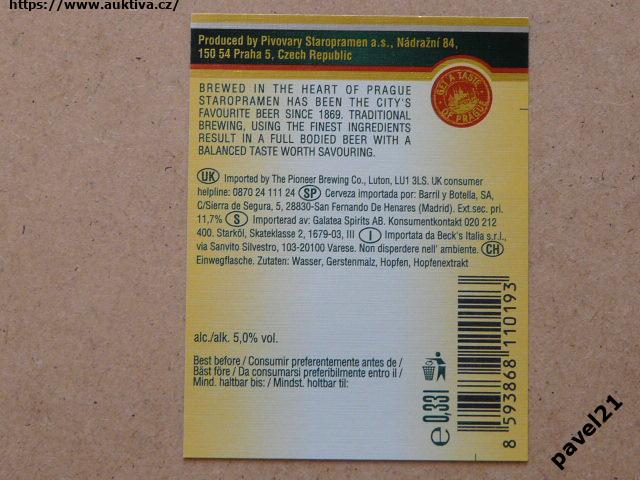 https://www.auktiva.cz/
Produced by Pivovary Staropramen a.s., Nádražní 84,
150 54 Praha 5, Czech Republic
GET A TASTE
OF PRAGUE
BREWED IN THE HEART OF PRAGUE
STAROPRAMEN HAS BEEN THE CITY'S
FAVOURITE BEER SINCE 1869. TRADITIONAL
BREWING, USING THE FINEST INGREDIENTS
RESULT IN A FULL BODIED BEER WITH A
BALANCED TASTE WORTH SAVOURING.
UK Imported by The Pioneer Brewing Co., Luton, LU1 3LS. UK consumer
helpline: 0870 24 111 24 SP Cerveza importada por: Barril y Botella, SA,
C/Sierra de Segura, 5, 28830-San Fernando De Henares (Madrid). Ext.sec. pri.
11,7% S Importerad av: Galatea Spirits AB. Konsumentkontakt 020 212
400. Starköl, Skateklasse 2, 1679-03, III I Importata da Beck's Italia s.r.l.,
via Sanvito Silvestro, 103-20100 Varese. Non disperdere nell' ambiente. CH
Einwegflasche. Zutaten: Wasser, Gerstenmalz, Hopfen, Hopfenextrakt
alc./alk. 5,0% vol.
Best before / Consumir preferentemente antes de /
Bäst före / Da consumarsi preferibilmente entro il /
Mind. haltbar bis: / Mindst. holtbar til:
e 0,33l
8 593868 110193
pavel21